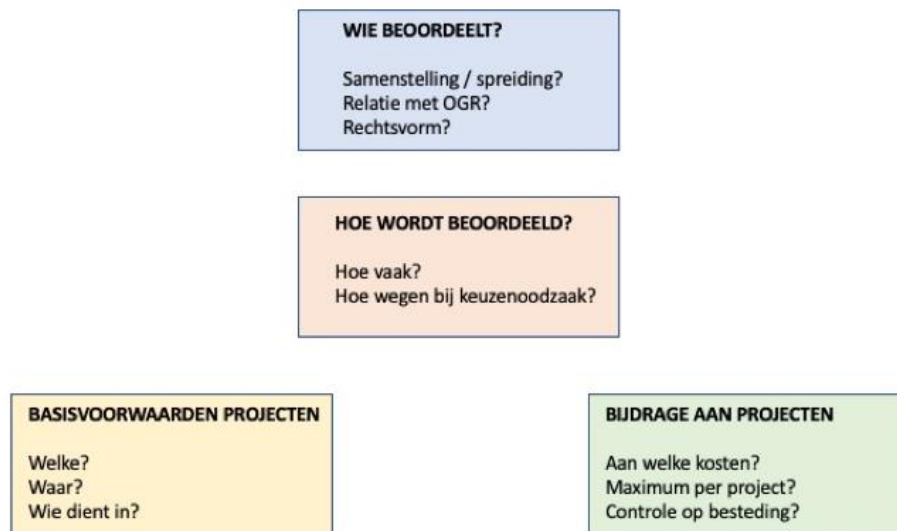 WIE BEOORDEELT?
Samenstelling / spreiding?
Relatie met OGR?
Rechtsvorm?
HOE WORDT BEOORDEELD?
Hoe vaak?
Hoe wegen bij keuzenoodzaak?
BASISVOORWAARDEN PROJECTEN
Welke?
Waar?
Wie dient in?
BIJDRAGE AAN PROJECTEN
Aan welke kosten?
Maximum per project?
Controle op besteding?